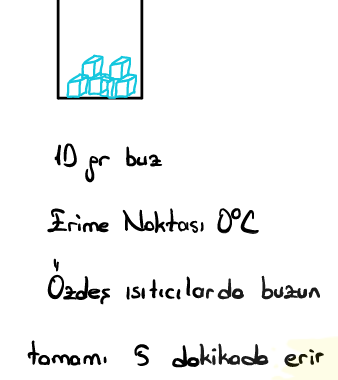 10 gr buz
Erime Noktası 0°C
Özdeş ısıtıcılarda buzun
tamamı 5 dakikada erir